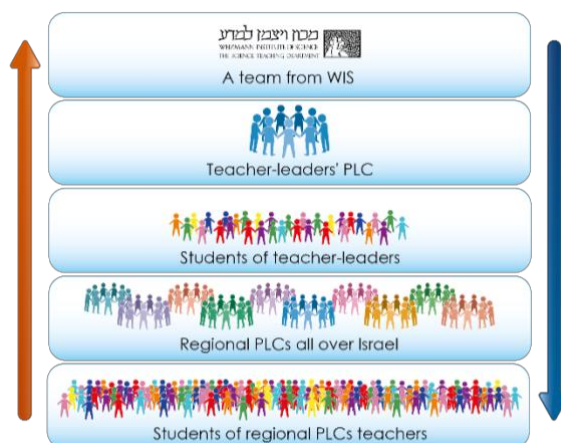 מכון ויצמן למדע
WEIZMANN INSTITUTE OF SCIENCE
THE SCIENCE TEACHING DEPARTMENT
A team from WIS
Teacher-leaders' PLC
Students of teacher-leaders
Regional PLCs all over Israel
Students of regional PLCs teachers